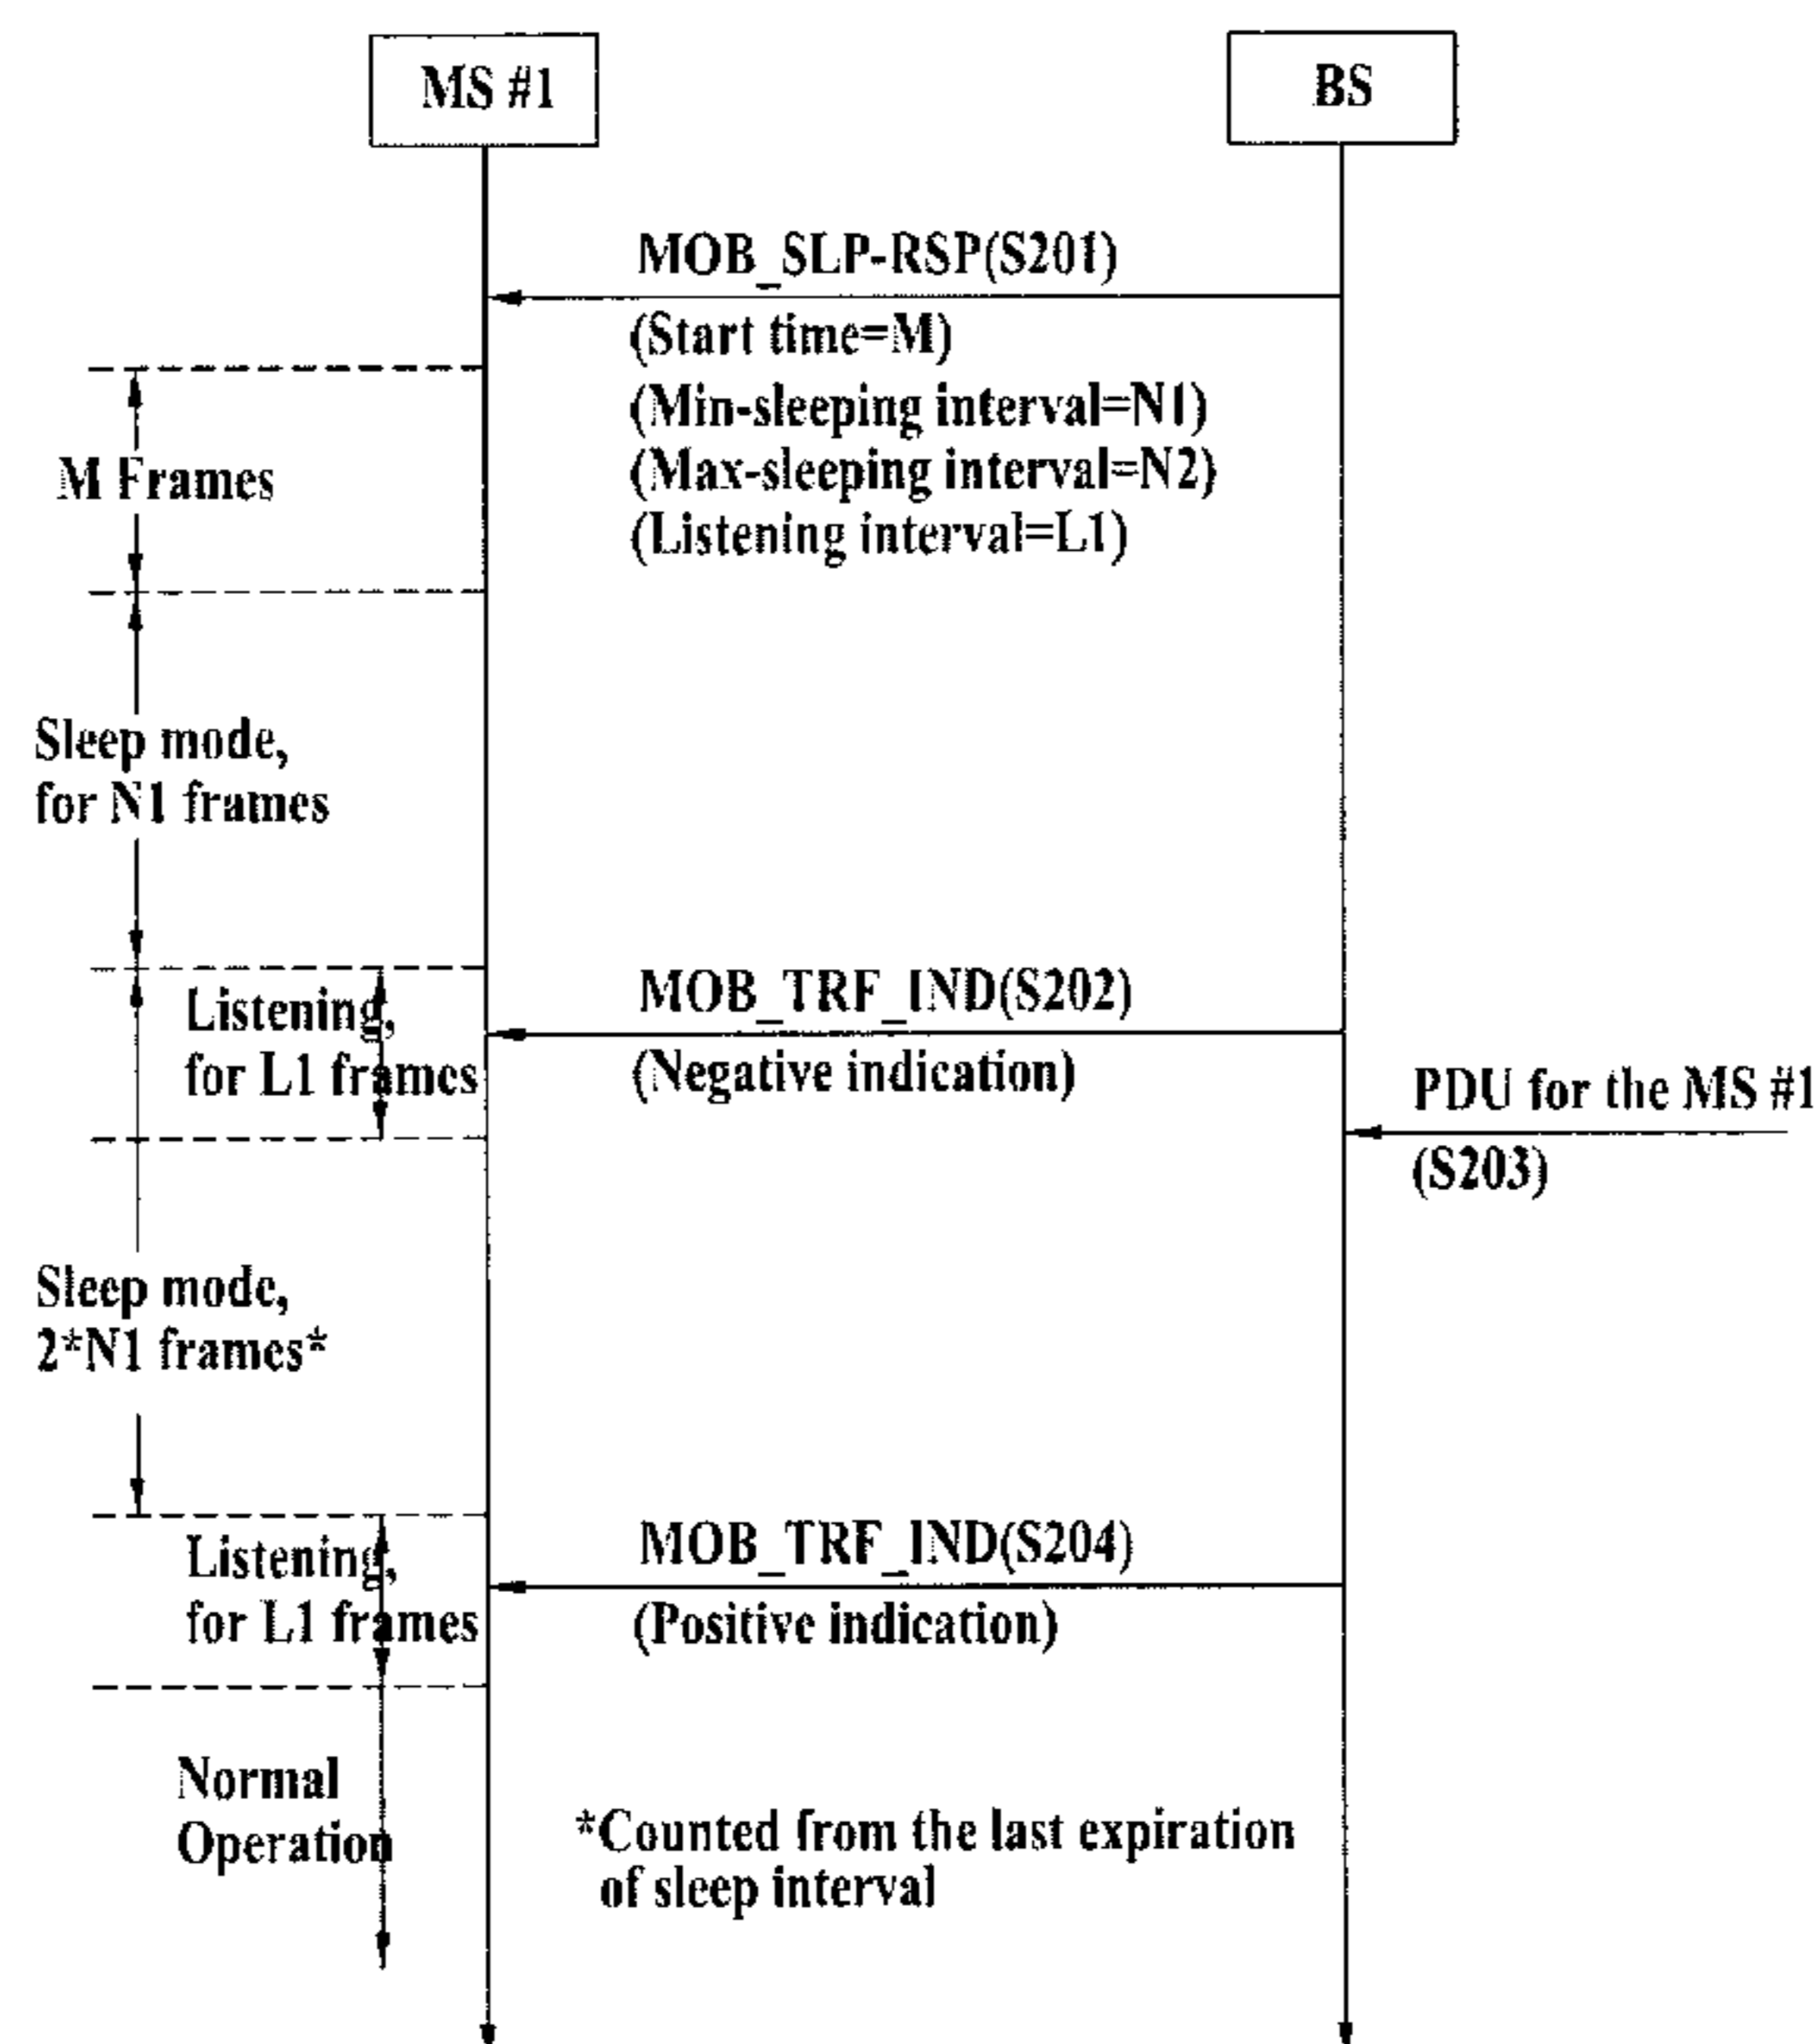 MS #1
BS
MOB_SLP-RSP(S201)
(Start time=M)
(Min-sleeping interval=N1)
(Max-sleeping interval=N2)
(Listening interval=L1)
M Frames
Sleep mode,
for N1 frames
Listening,
for L1 frames
MOB_TRF_IND(S202)
(Negative indication)
PDU for the MS #1
(S203)
Sleep mode,
2*N1 frames*
Listening,
for L1 frames
MOB_TRF_IND(S204)
(Positive indication)
Normal
Operation
*Counted from the last expiration
of sleep interval